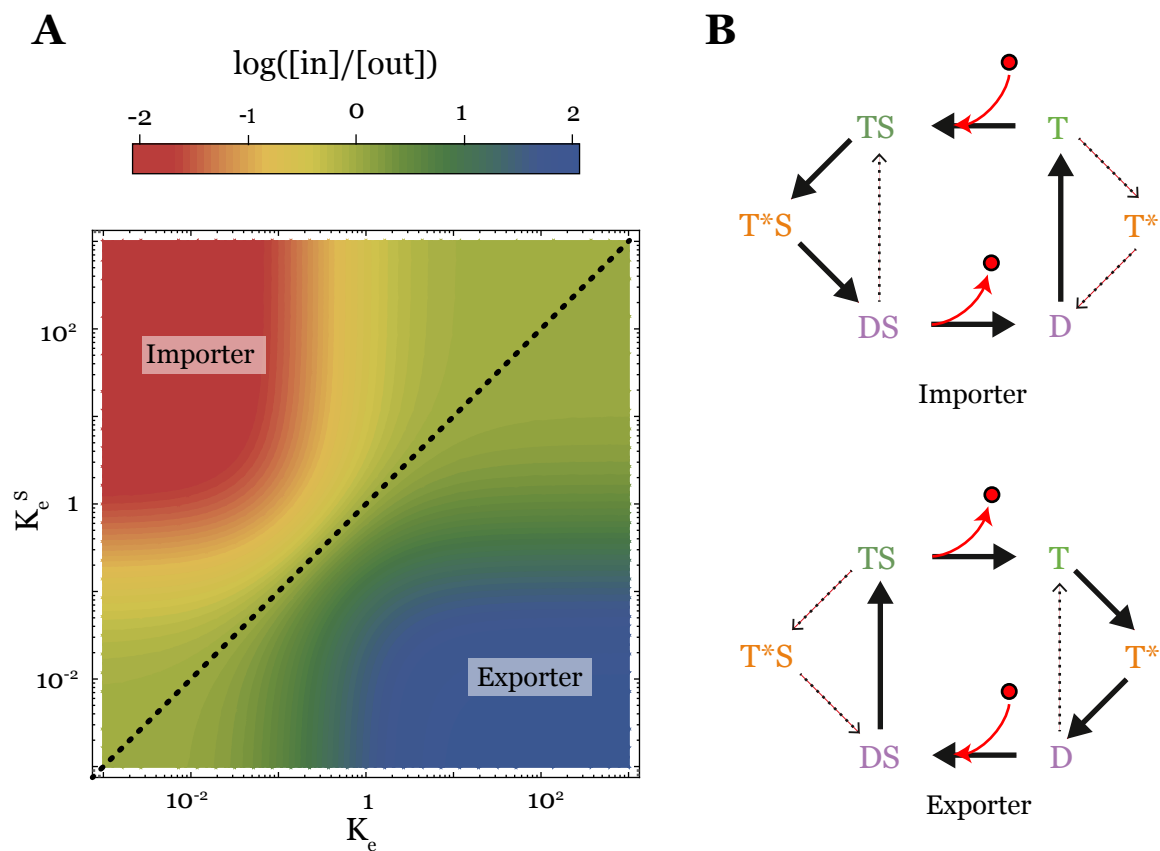 A
B
log([in]/[out])
-2 -1 0 1 2
Importer
Exporter
10²
1
10⁻²
Kₑˢ
10⁻² 1 10²
Kₑ
TS T
T*S T*
DS D
Importer
TS T
T*S T*
DS D
Exporter